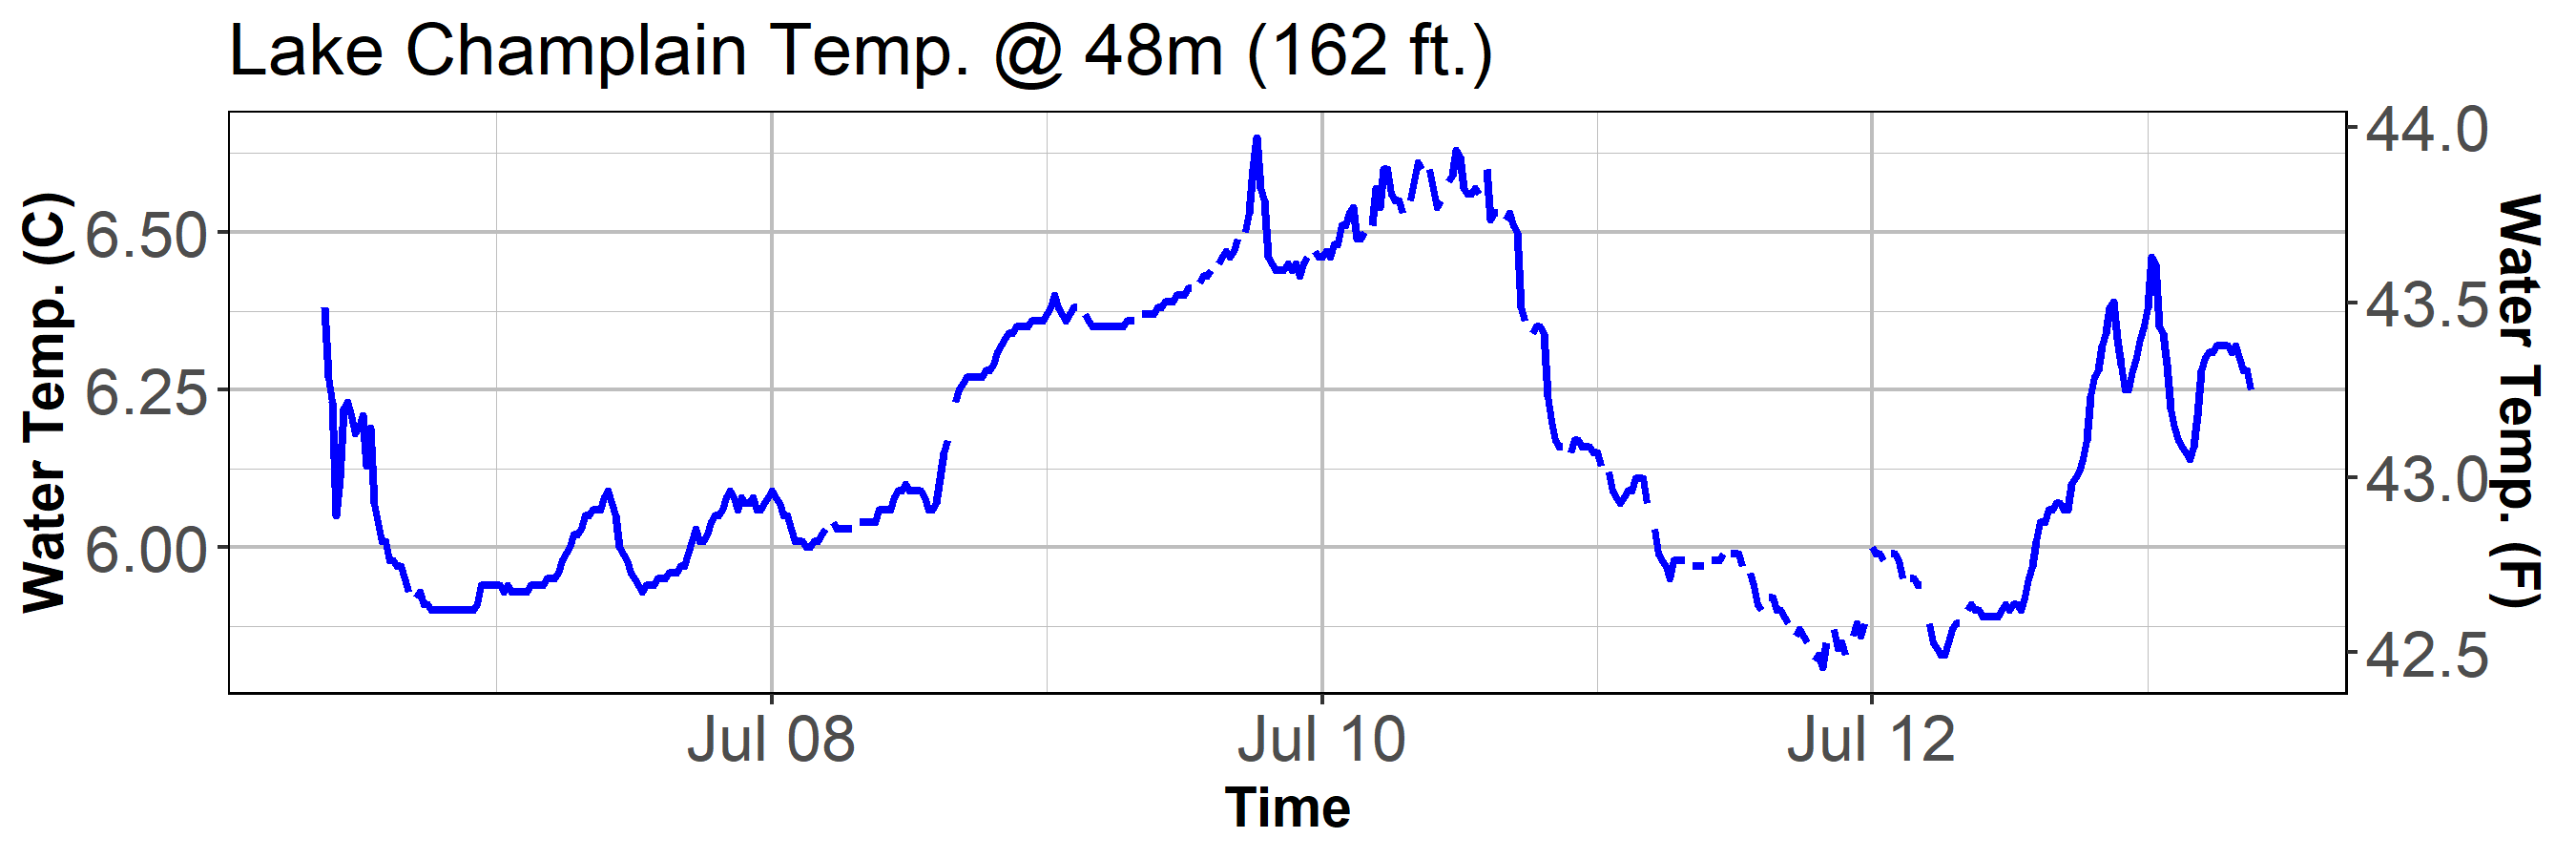 Lake Champlain Temp. @ 48m (162 ft.)
Water Temp. (C)
6.50
6.25
6.00
44.0
43.5
43.0
42.5
Water Temp. (F)
Jul 08 Jul 10 Jul 12
Time